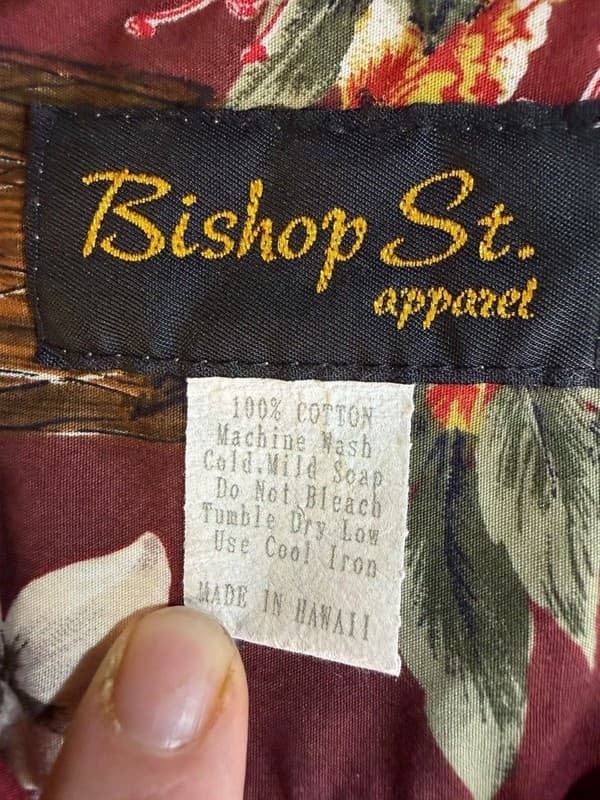 Bishop St.
apparel
100% COTTON
Machine Wash
Cold.Mild Soap
Do Not Bleach
Tumble Dry Low
Use Cool Iron
MADE IN HAWAII